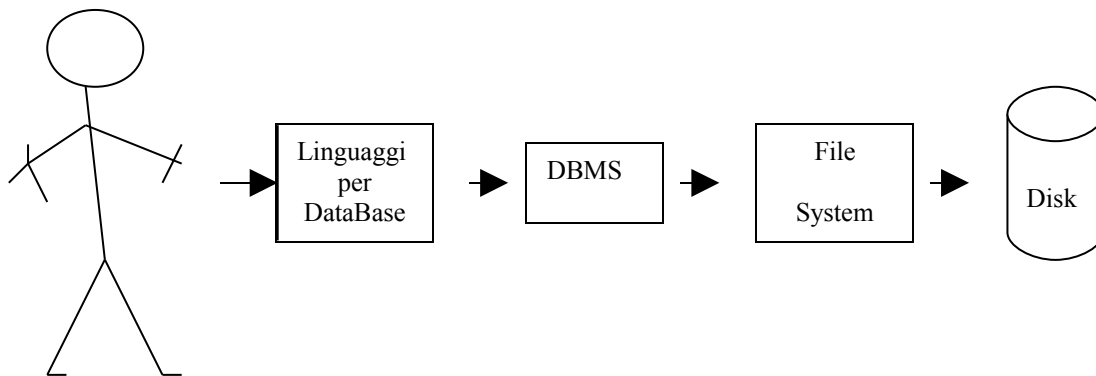 Linguaggi
per
DataBase
DBMS
File
System
Disk